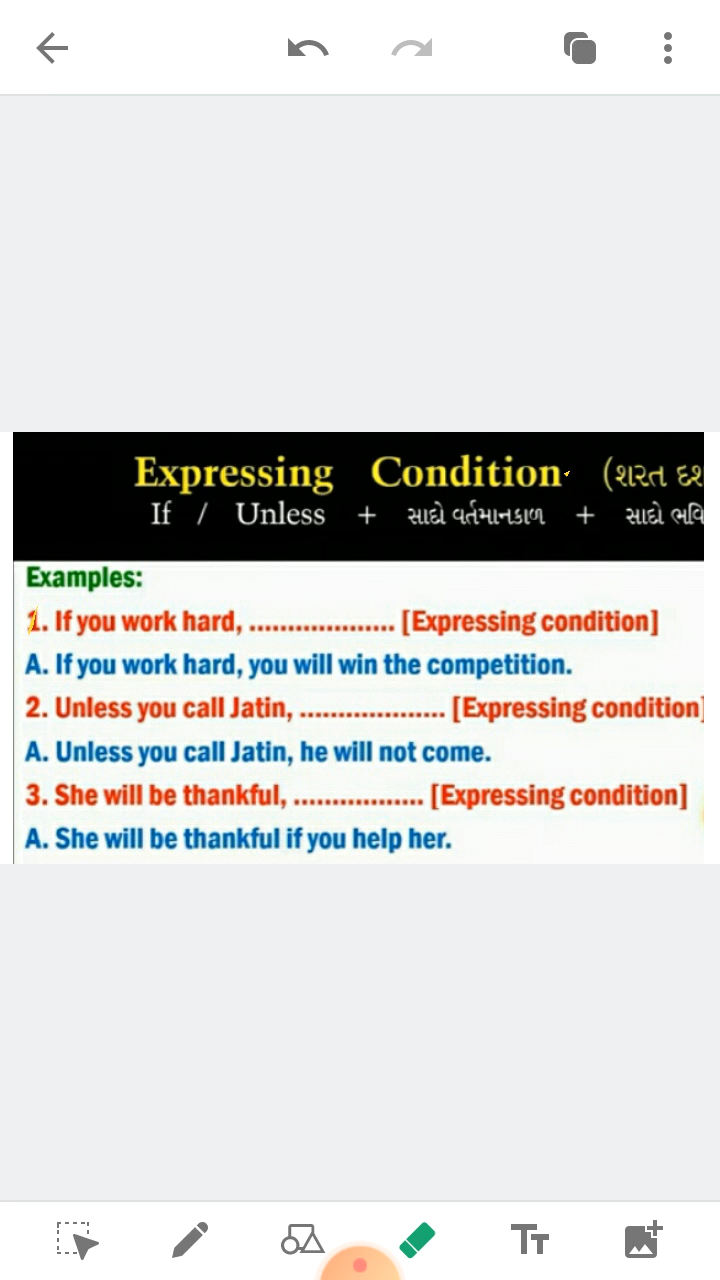 Expressing Condition (શરત
If / Unless + સાદો વર્તમાનકાળ + સાદો
Examples:
1. If you work hard, ................... [Expressing condition]
A. If you work hard, you will win the competition.
2. Unless you call Jatin, ................... [Expressing condition]
A. Unless you call Jatin, he will not come.
3. She will be thankful, ................. [Expressing condition]
A. She will be thankful if you help her.